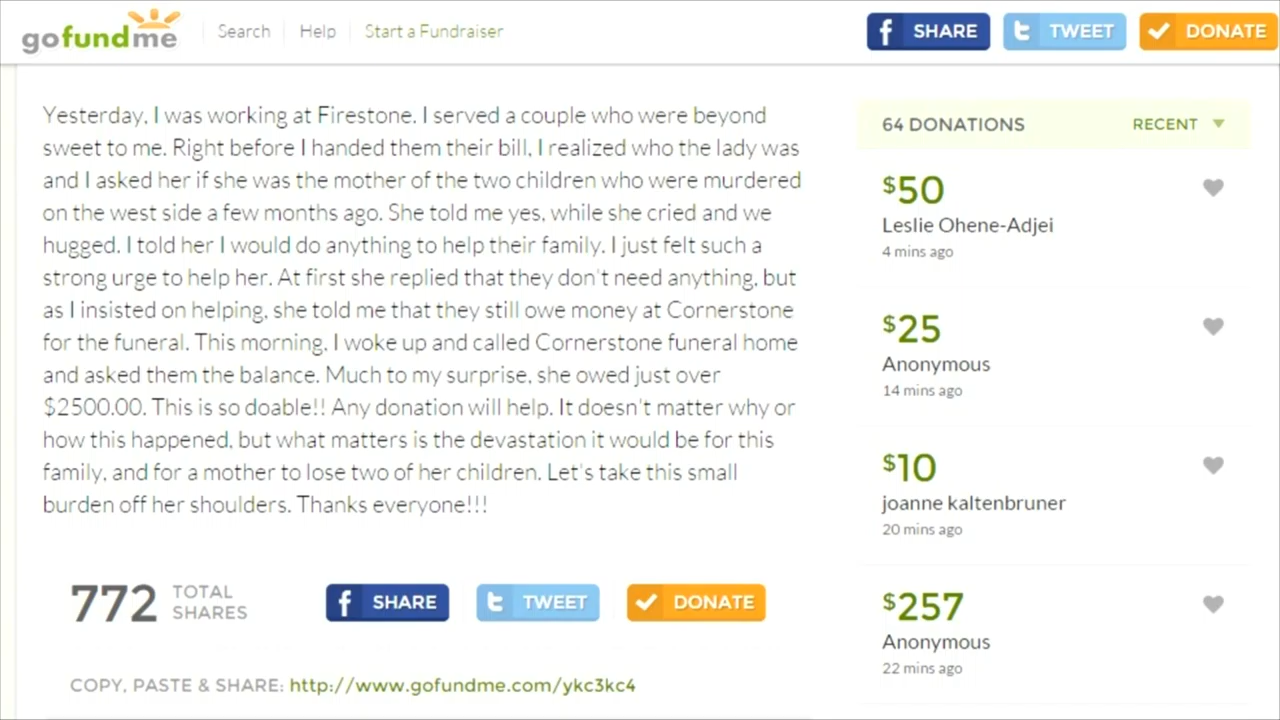 gofundme Search Help Start a Fundraiser SHARE TWEET DONATE
Yesterday, I was working at Firestone. I served a couple who were beyond
sweet to me. Right before I handed them their bill, I realized who the lady was
and I asked her if she was the mother of the two children who were murdered
on the west side a few months ago. She told me yes, while she cried and we
hugged. I told her I would do anything to help their family. I just felt such a
strong urge to help her. At first she replied that they don't need anything, but
as I insisted on helping, she told me that they still owe money at Cornerstone
for the funeral. This morning, I woke up and called Cornerstone funeral home
and asked them the balance. Much to my surprise, she owed just over
$2500.00. This is so doable!! Any donation will help. It doesn't matter why or
how this happened, but what matters is the devastation it would be for this
family, and for a mother to lose two of her children. Let's take this small
burden off her shoulders. Thanks everyone!!!
772 TOTAL SHARES SHARE TWEET DONATE
COPY, PASTE & SHARE: http://www.gofundme.com/ykc3kc4
64 DONATIONS RECENT
$50
Leslie Ohene-Adjei
4 mins ago
$25
Anonymous
14 mins ago
$10
joanne kaltenbruner
20 mins ago
$257
Anonymous
22 mins ago